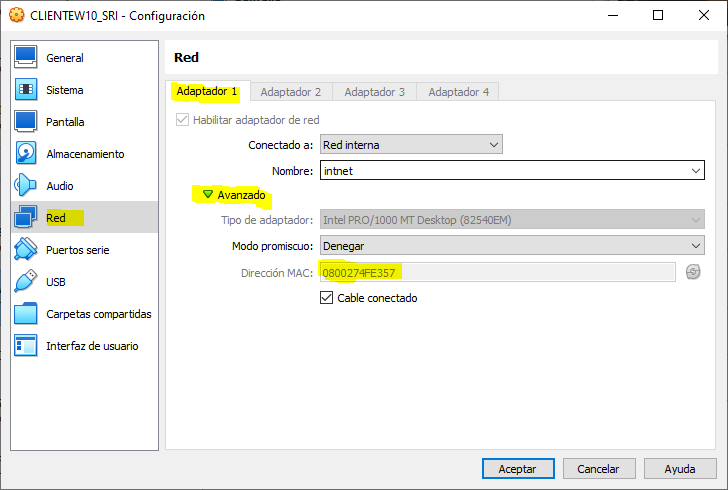 CLIENTEW10_SRI - Configuración
General
Sistema
Pantalla
Almacenamiento
Audio
Red
Puertos serie
USB
Carpetas compartidas
Interfaz de usuario
Red
Adaptador 1 Adaptador 2 Adaptador 3 Adaptador 4
Habilitar adaptador de red
Conectado a: Red interna
Nombre: intnet
Avanzado
Tipo de adaptador: Intel PRO/1000 MT Desktop (82540EM)
Modo promiscuo: Denegar
Dirección MAC: 0800274FE357
Cable conectado
Aceptar Cancelar Ayuda